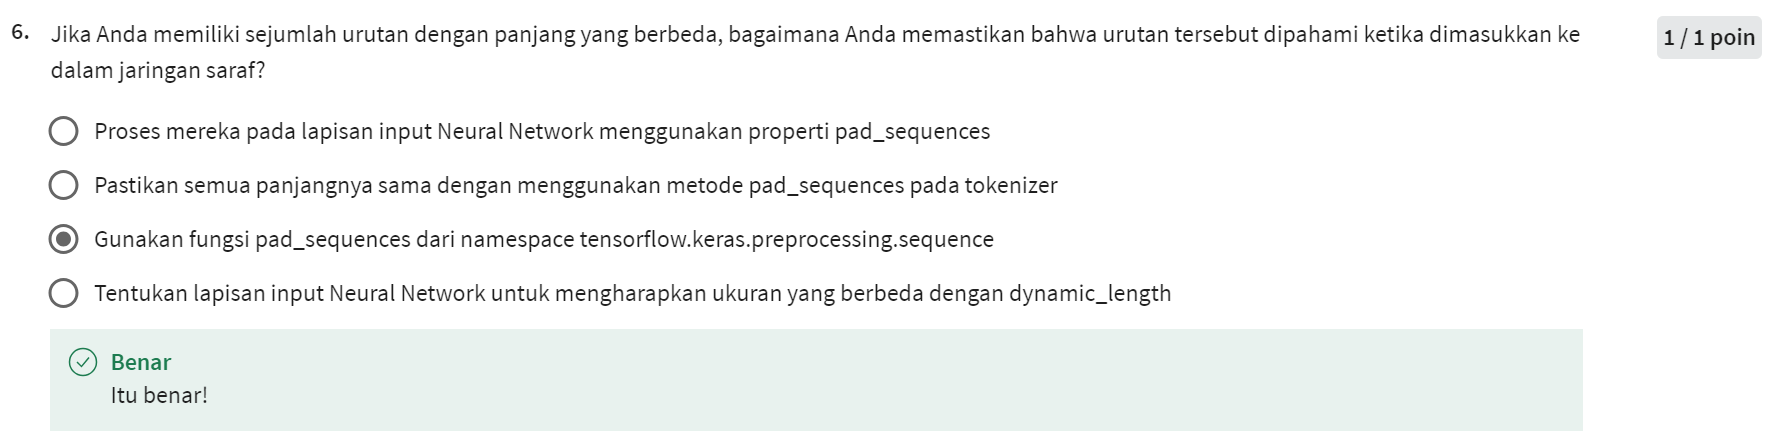 6. Jika Anda memiliki sejumlah urutan dengan panjang yang berbeda, bagaimana Anda memastikan bahwa urutan tersebut dipahami ketika dimasukkan ke
dalam jaringan saraf?
1 / 1 poin
Proses mereka pada lapisan input Neural Network menggunakan properti pad_sequences
Pastikan semua panjangnya sama dengan menggunakan metode pad_sequences pada tokenizer
Gunakan fungsi pad_sequences dari namespace tensorflow.keras.preprocessing.sequence
Tentukan lapisan input Neural Network untuk mengharapkan ukuran yang berbeda dengan dynamic_length
Benar
Itu benar!